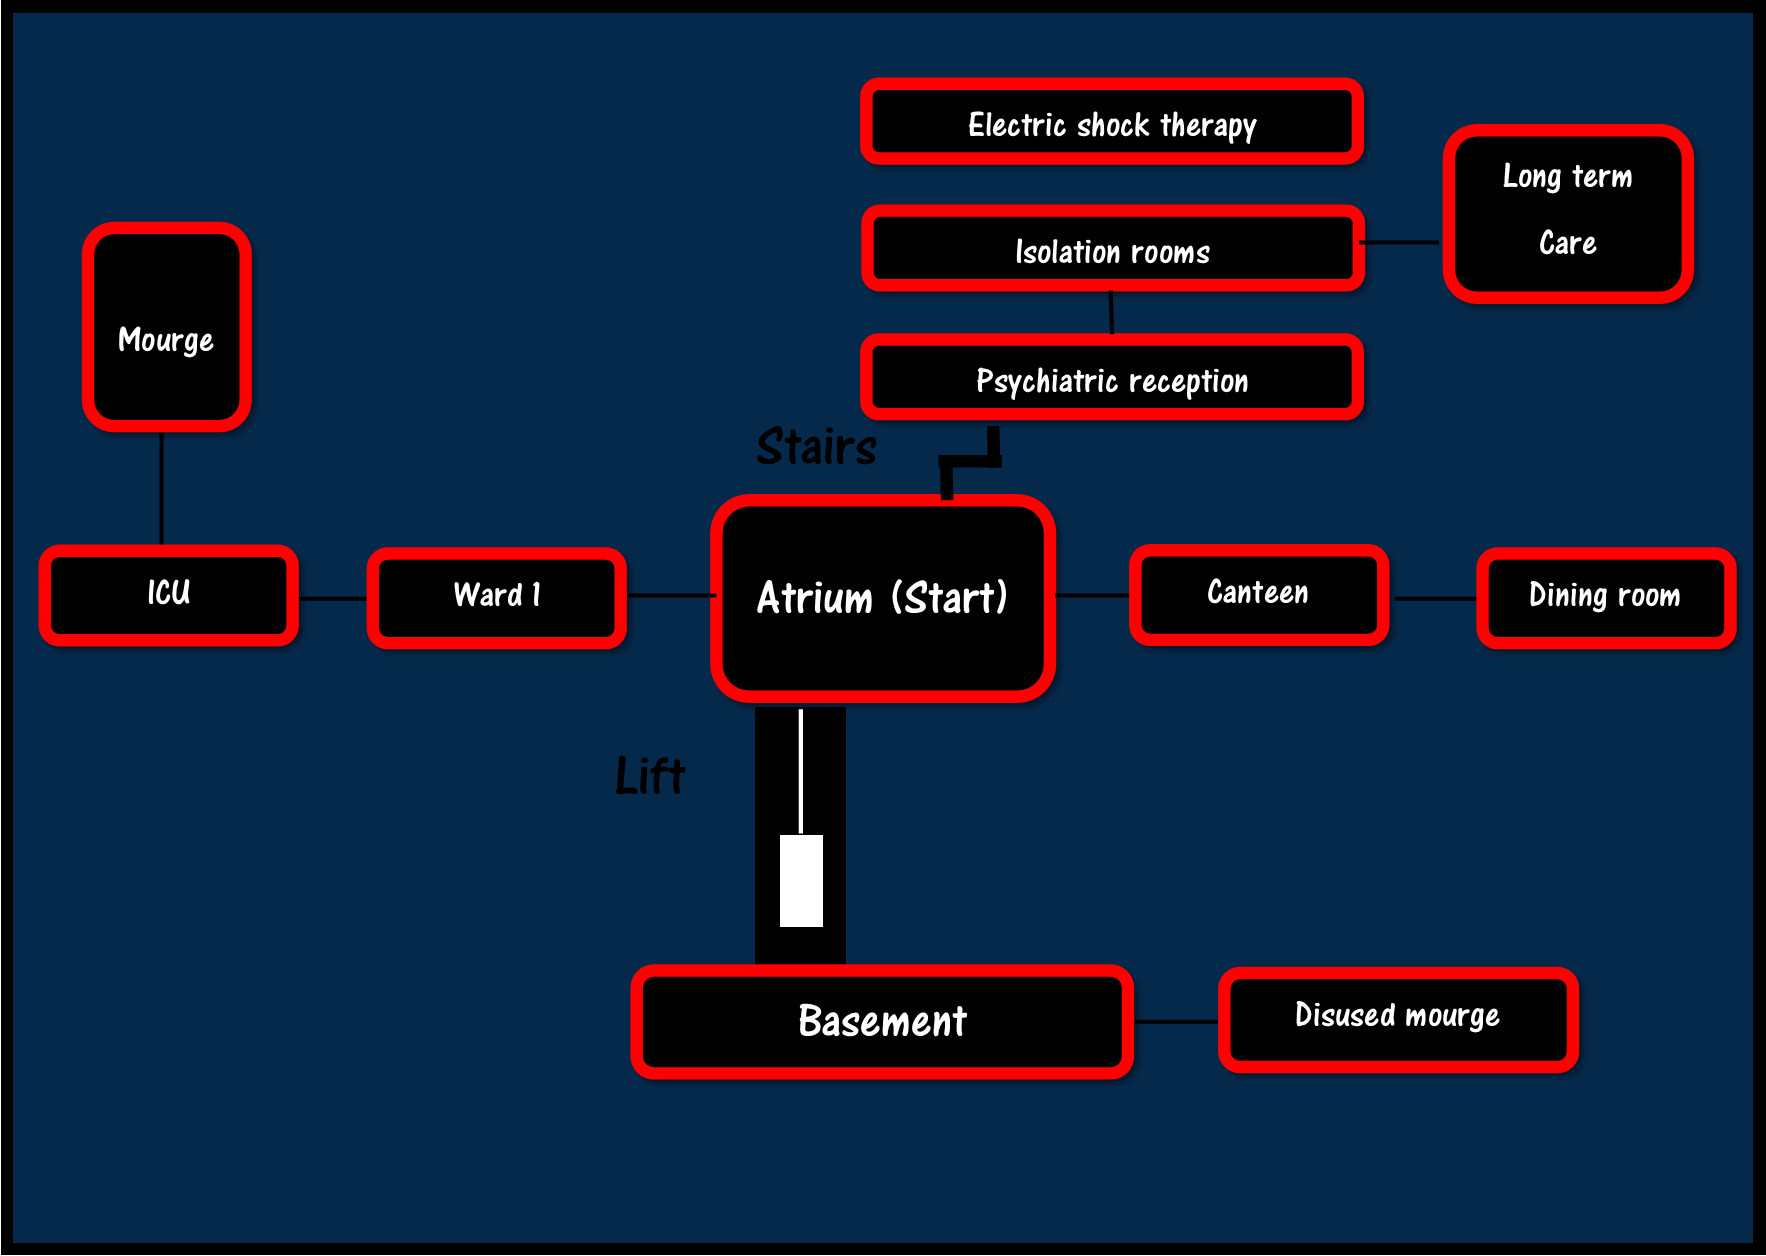 Electric shock therapy
Long term
Care
Isolation rooms
Mourge
Psychiatric reception
Stairs
ICU
Ward 1
Atrium (Start)
Canteen
Dining room
Lift
Basement
Disused mourge